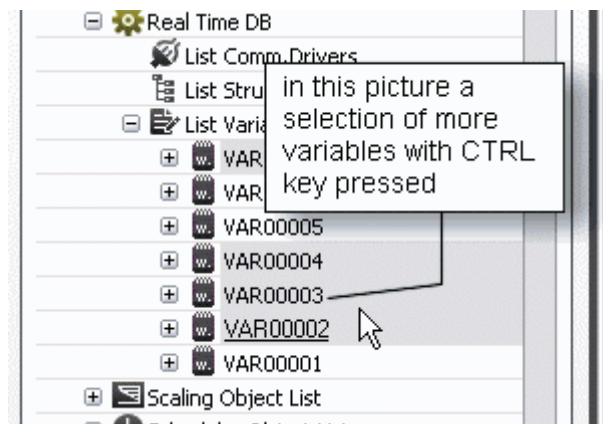 Real Time DB
List Comm.Drivers
List Stru
List Varia
in this picture a
selection of more
variables with CTRL
key pressed
VAR
VAR
VAR00005
VAR00004
VAR00003
VAR00002
VAR00001
Scaling Object List